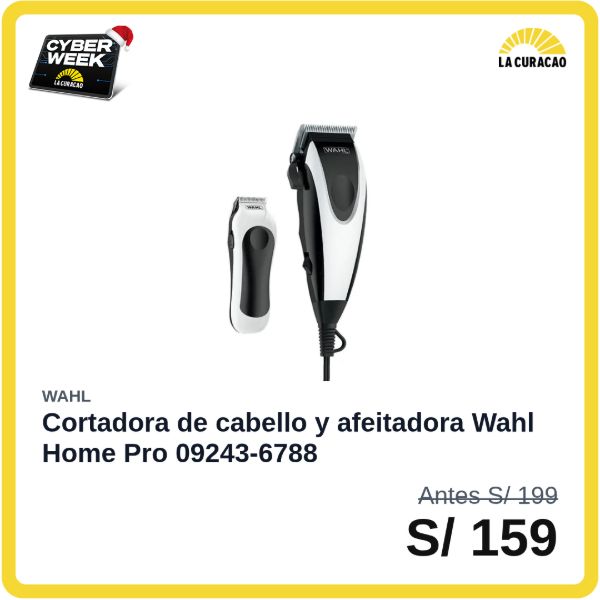 CYBER
WEEK
LA CURACAO
LA CURACAO
WAHL
WAHL
WAHL
Cortadora de cabello y afeitadora Wahl
Home Pro 09243-6788
Antes S/ 199
S/ 159